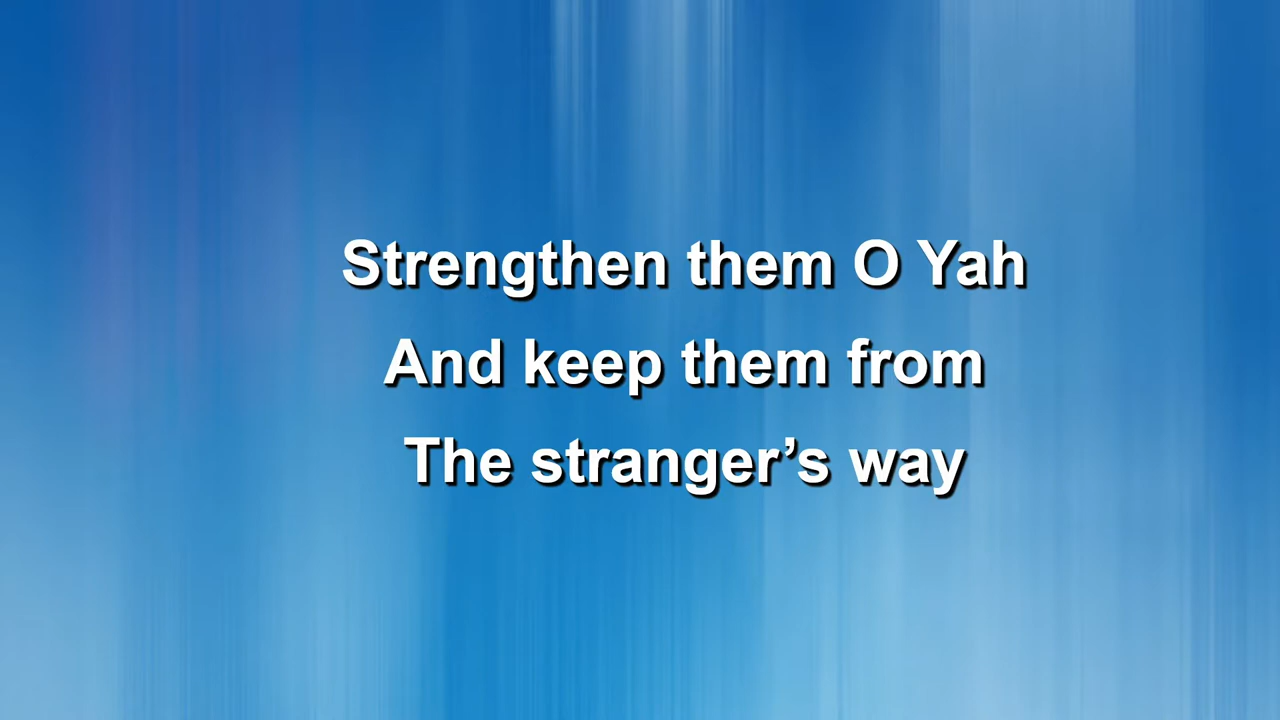 Strengthen them O Yah
And keep them from
The stranger’s way